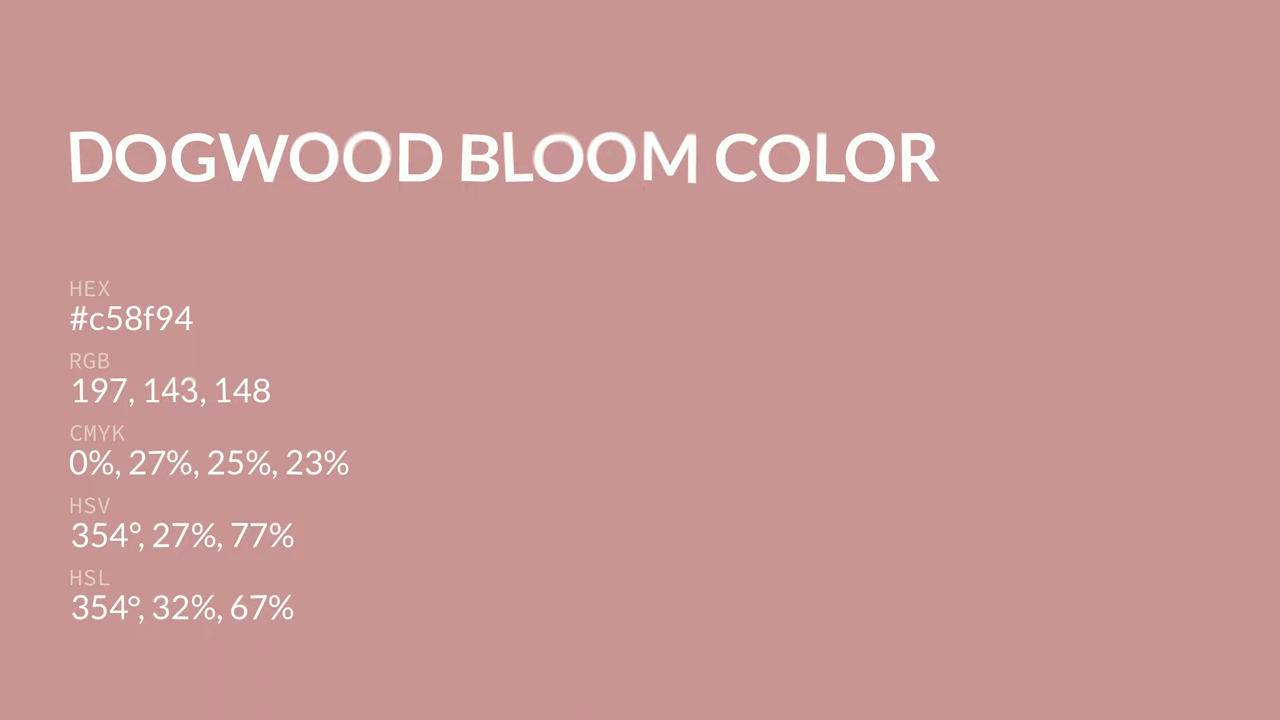 DOGWOOD BLOOM COLOR
HEX
#c58f94
RGB
197, 143, 148
CMYK
0%, 27%, 25%, 23%
HSV
354°, 27%, 77%
HSL
354°, 32%, 67%